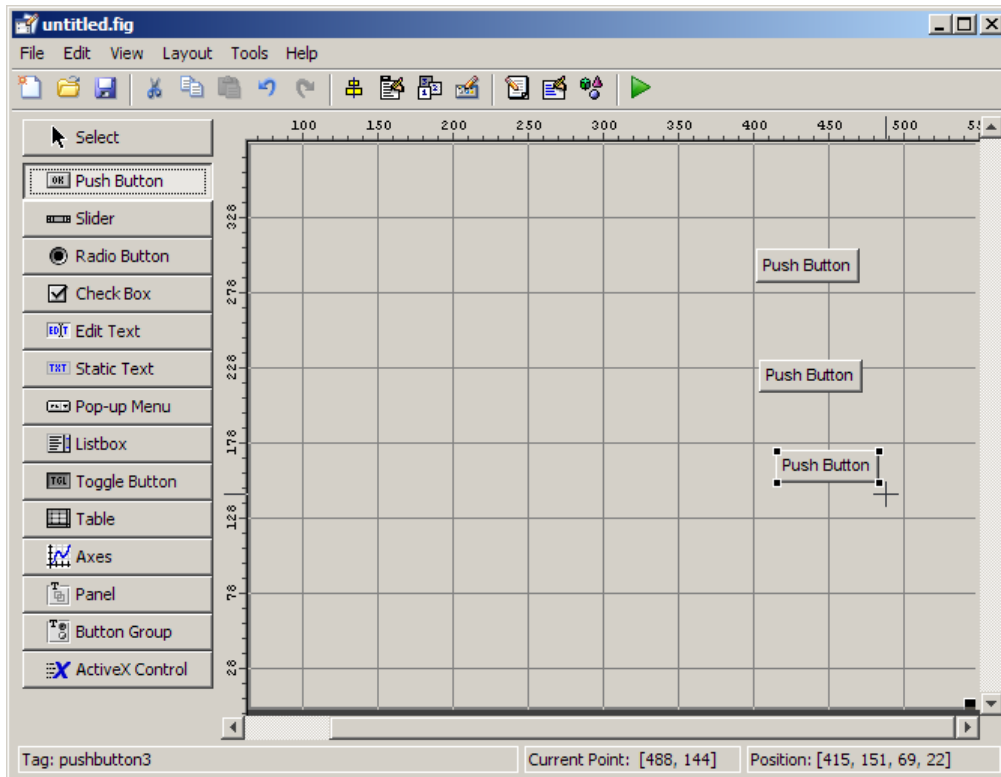 untitled.fig
File Edit View Layout Tools Help
Select
100 150 200 250 300 350 400 450 500
Push Button
Slider
Radio Button
Check Box
Edit Text
Static Text
Pop-up Menu
Listbox
Toggle Button
Table
Axes
Panel
Button Group
ActiveX Control
328
278
228
178
128
78
28
Push Button
Push Button
Push Button
Tag: pushbutton3 Current Point: [488, 144] Position: [415, 151, 69, 22]